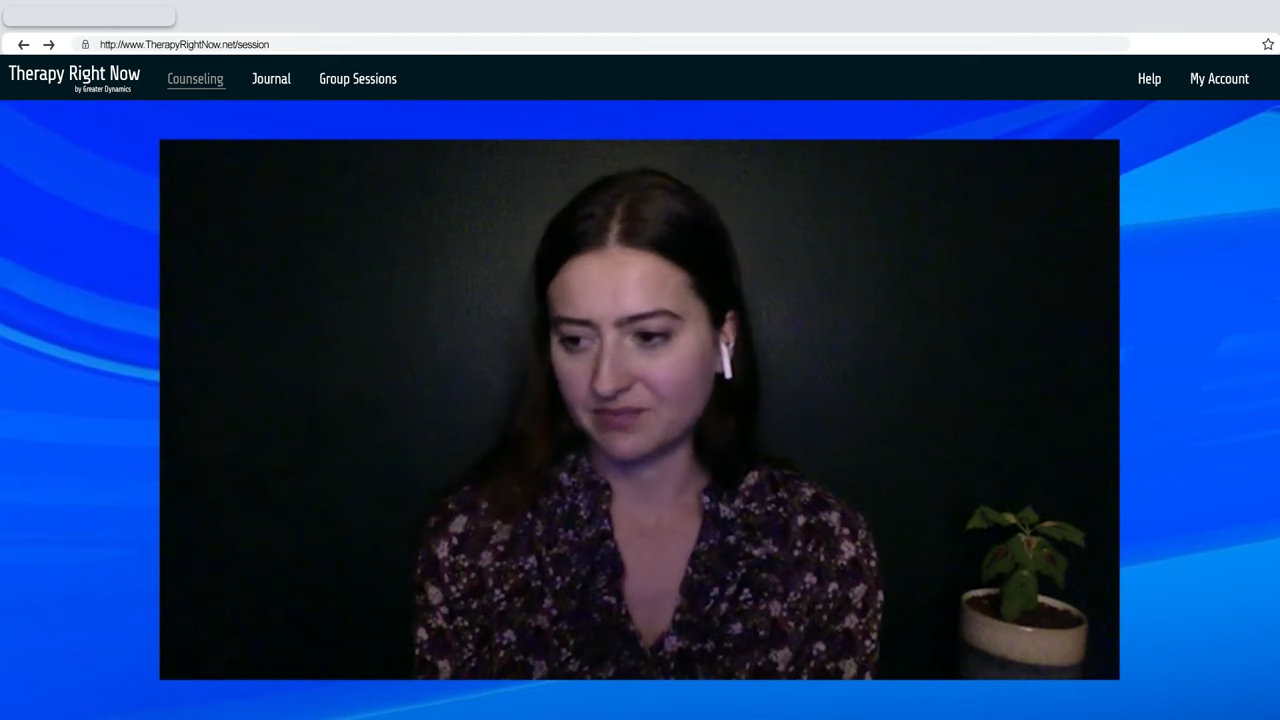 http://www.TherapyRightNow.net/session
Therapy Right Now
by Greater Dynamics
Counseling
Journal
Group Sessions
Help
My Account